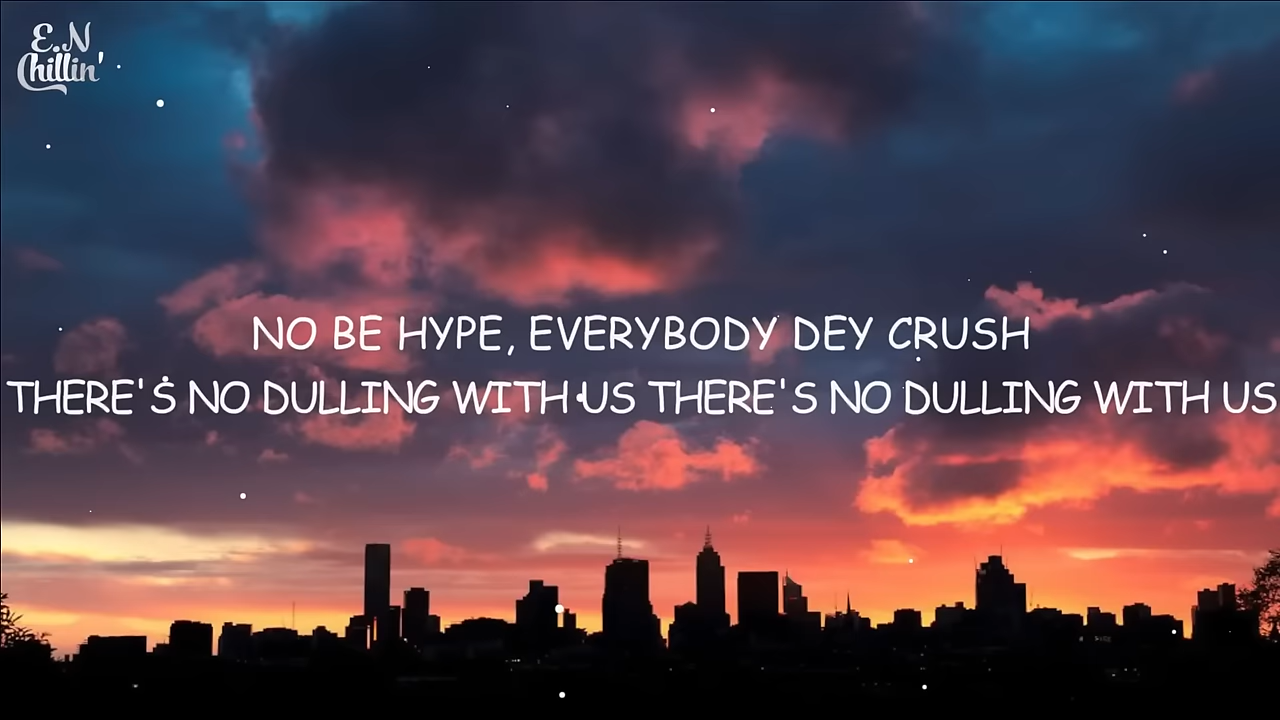 E.N
Chillin'
NO BE HYPE, EVERYBODY DEY CRUSH
THERE'S NO DULLING WITH US THERE'S NO DULLING WITH US